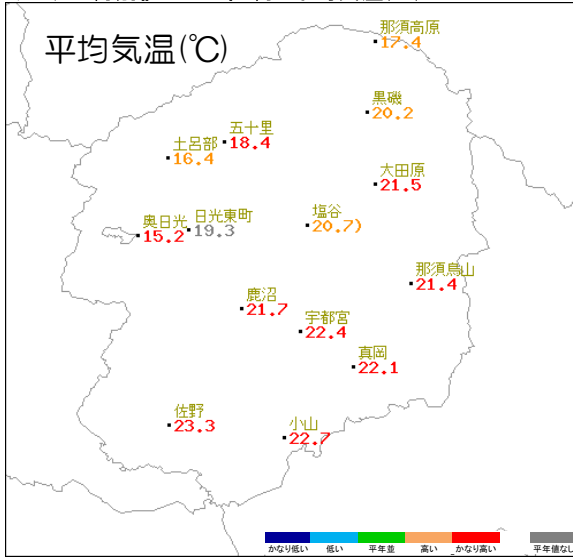 平均気温(℃)
那須高原
17.4
黒磯
20.2
五十里
18.4
土呂部
16.4
大田原
21.5
奥日光
15.2
日光東町
19.3
塩谷
20.7)
那須烏山
21.4
鹿沼
21.7
宇都宮
22.4
真岡
22.1
佐野
23.3
小山
22.7
かなり低い 低い 平年並 高い かなり高い 平年値なし